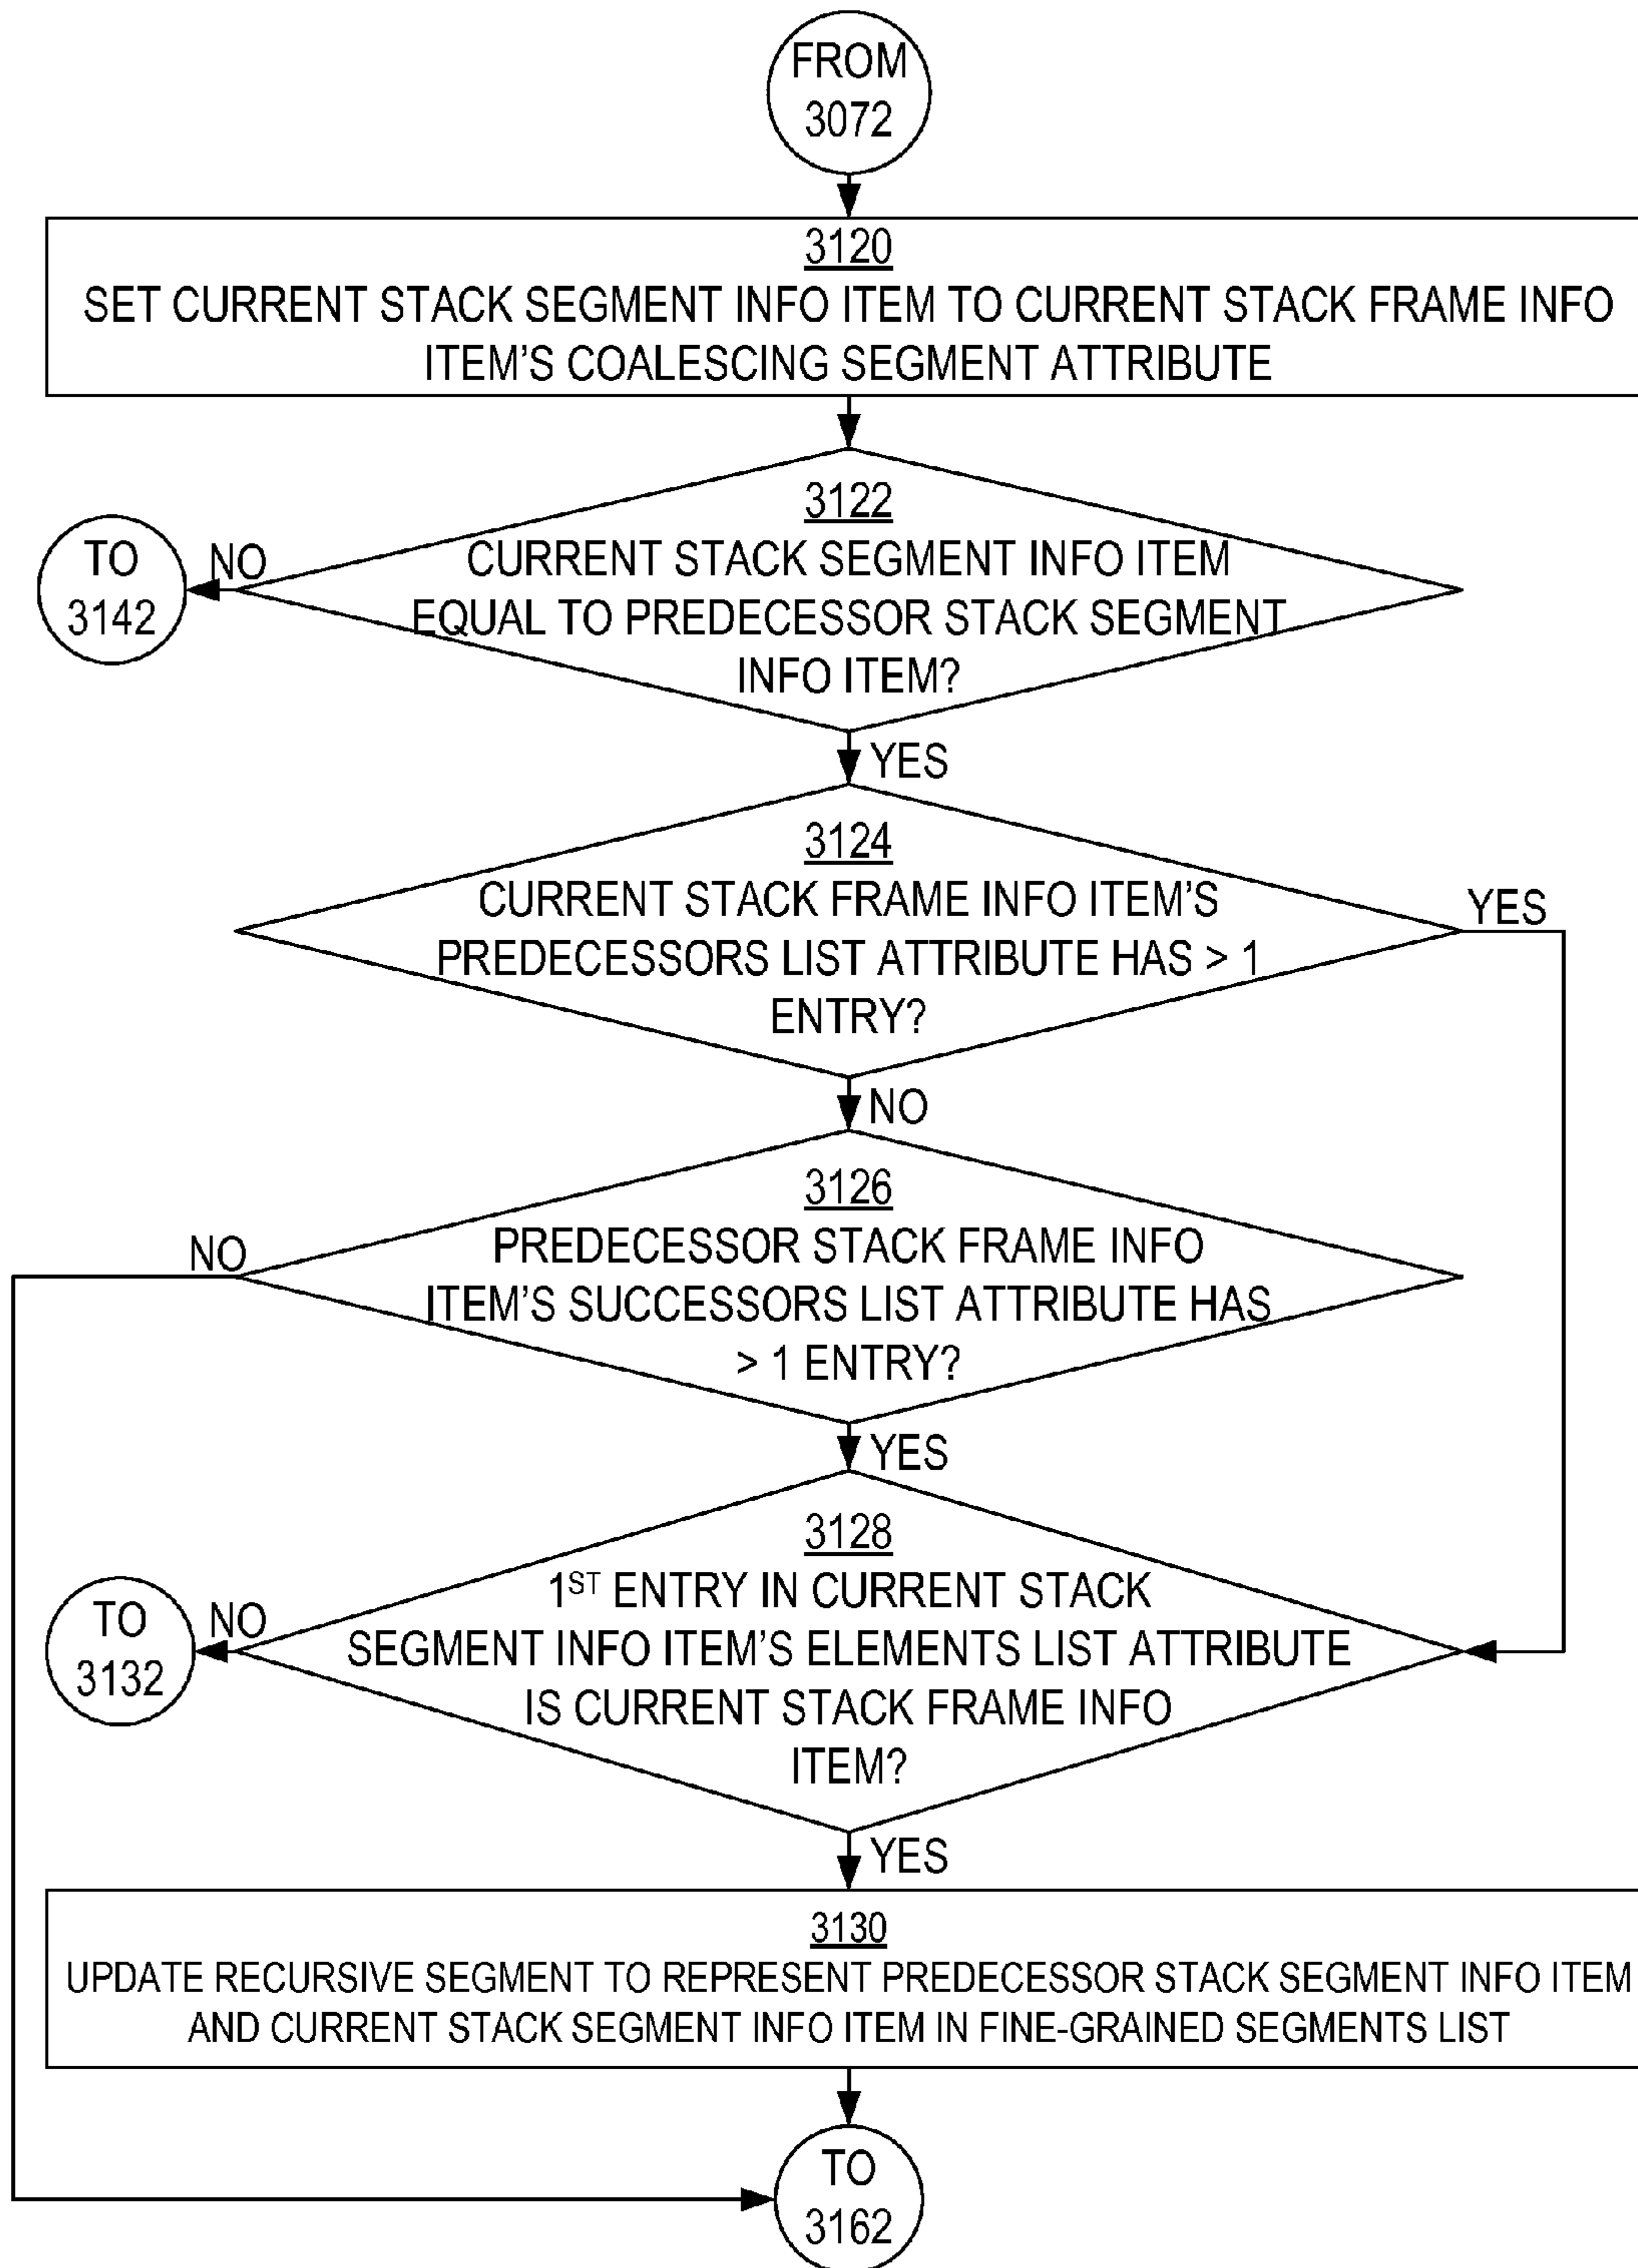 FROM
3072
3120
SET CURRENT STACK SEGMENT INFO ITEM TO CURRENT STACK FRAME INFO
ITEM'S COALESCING SEGMENT ATTRIBUTE
3122
CURRENT STACK SEGMENT INFO ITEM
EQUAL TO PREDECESSOR STACK SEGMENT
INFO ITEM?
NO
TO
3142
YES
3124
CURRENT STACK FRAME INFO ITEM'S
PREDECESSORS LIST ATTRIBUTE HAS > 1
ENTRY?
YES
NO
3126
PREDECESSOR STACK FRAME INFO
ITEM'S SUCCESSORS LIST ATTRIBUTE HAS
> 1 ENTRY?
NO
YES
3128
1ST ENTRY IN CURRENT STACK
SEGMENT INFO ITEM'S ELEMENTS LIST ATTRIBUTE
IS CURRENT STACK FRAME INFO
ITEM?
NO
TO
3132
YES
3130
UPDATE RECURSIVE SEGMENT TO REPRESENT PREDECESSOR STACK SEGMENT INFO ITEM
AND CURRENT STACK SEGMENT INFO ITEM IN FINE-GRAINED SEGMENTS LIST
TO
3162